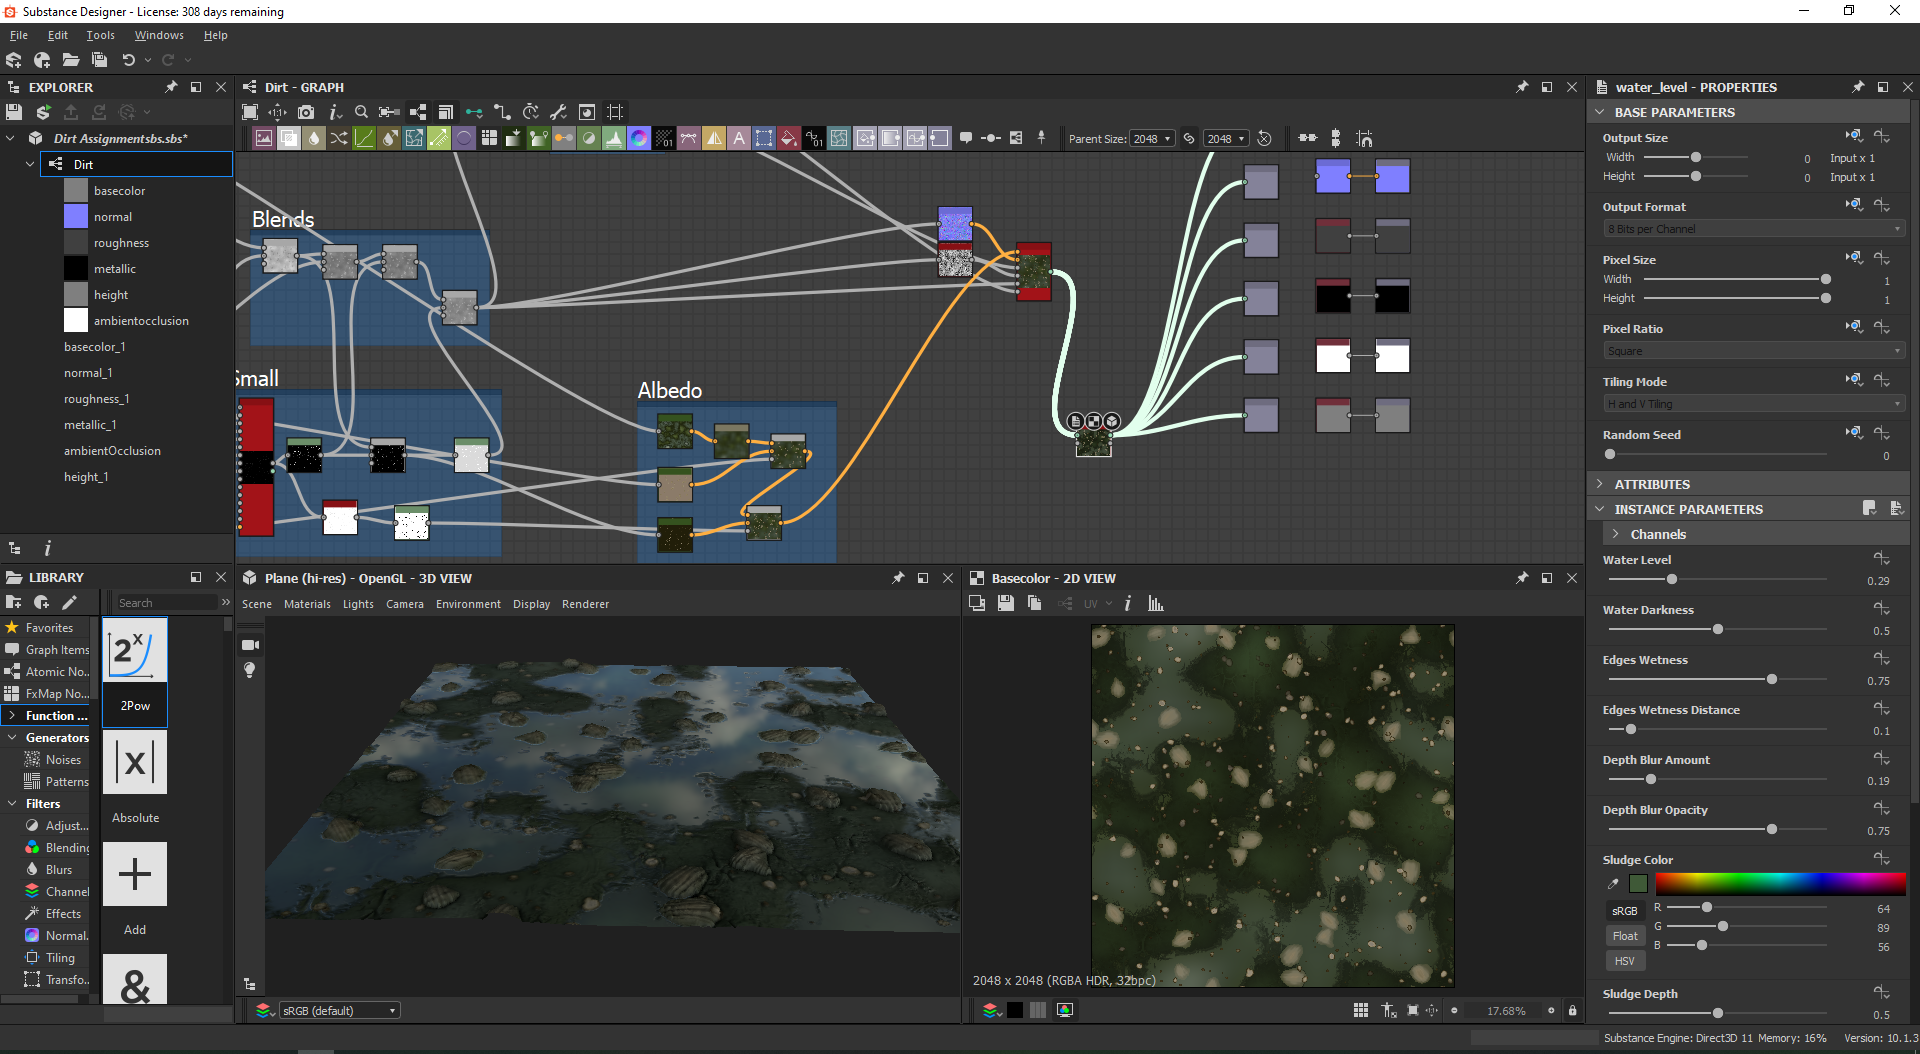 Substance Designer - License: 308 days remaining
File Edit Tools Windows Help
EXPLORER
Dirt Assignmentsbs.sbs*
Dirt
basecolor
normal
roughness
metallic
height
ambientocclusion
basecolor_1
normal_1
roughness_1
metallic_1
ambientOcclusion
height_1
LIBRARY
Search
Favorites
Graph Items
Atomic No...
FxMap No...
Function ...
Generators
Noises
Patterns
Filters
Adjust...
Blending
Blurs
Channel
Effects
Normal.
Tiling
Transfo..
2Pow
Absolute
Add
Dirt - GRAPH
Parent Size: 2048 2048
Blends
Small
Albedo
Plane (hi-res) - OpenGL - 3D VIEW
Scene Materials Lights Camera Environment Display Renderer
sRGB (default)
Basecolor - 2D VIEW
UV
2048 x 2048 (RGBA HDR, 32bpc)
17.68%
water_level - PROPERTIES
BASE PARAMETERS
Output Size
Width 0 Input x 1
Height 0 Input x 1
Output Format
8 Bits per Channel
Pixel Size
Width 1
Height 1
Pixel Ratio
Square
Tiling Mode
H and V Tiling
Random Seed
0
ATTRIBUTES
INSTANCE PARAMETERS
Channels
Water Level
0.29
Water Darkness
0.5
Edges Wetness
0.75
Edges Wetness Distance
0.1
Depth Blur Amount
0.19
Depth Blur Opacity
0.75
Sludge Color
sRGB R 64
Float G 89
HSV B 56
Sludge Depth
0.5
Substance Engine: Direct3D 11 Memory: 16% Version: 10.1.3